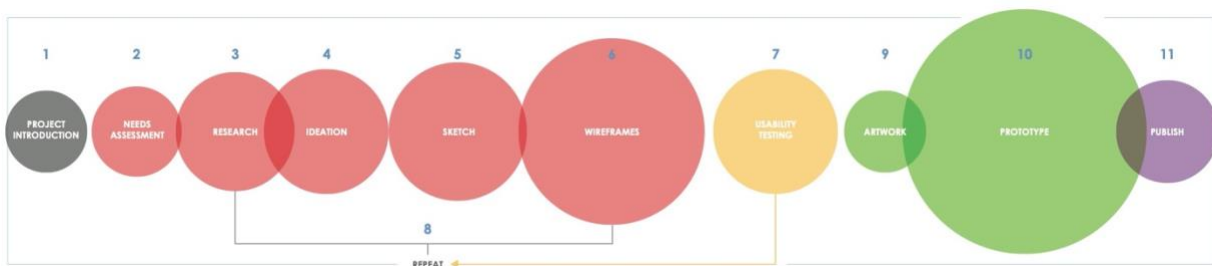 1
PROJECT
INTRODUCTION
2
NEEDS
ASSESSMENT
3
RESEARCH
4
IDEATION
5
SKETCH
6
WIREFRAMES
7
USABILITY
TESTING
8
REPEAT
9
ARTWORK
10
PROTOTYPE
11
PUBLISH